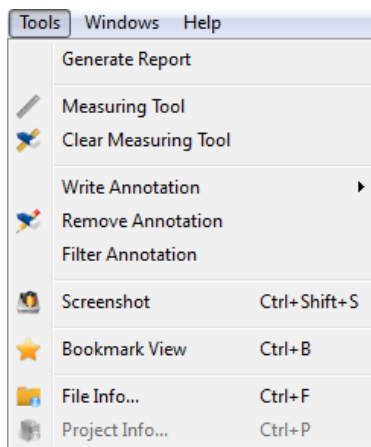 Tools Windows Help
Generate Report
Measuring Tool
Clear Measuring Tool
Write Annotation
Remove Annotation
Filter Annotation
Screenshot Ctrl+Shift+S
Bookmark View Ctrl+B
File Info... Ctrl+F
Project Info... Ctrl+P